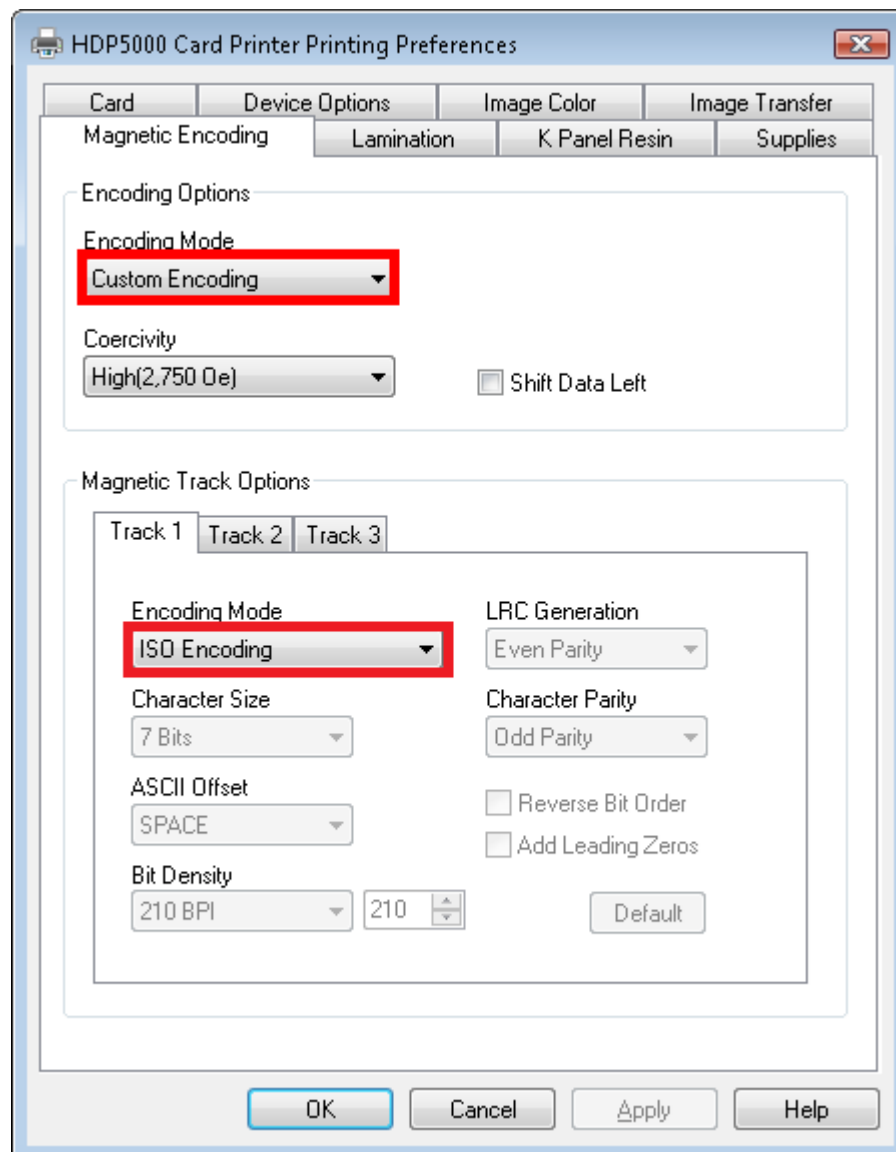 HDP5000 Card Printer Printing Preferences
Card Device Options Image Color Image Transfer
Magnetic Encoding Lamination K Panel Resin Supplies
Encoding Options
Encoding Mode
Custom Encoding
Coercivity
High(2,750 Oe) Shift Data Left
Magnetic Track Options
Track 1 Track 2 Track 3
Encoding Mode LRC Generation
ISO Encoding Even Parity
Character Size Character Parity
7 Bits Odd Parity
ASCII Offset Reverse Bit Order
SPACE Add Leading Zeros
Bit Density
210 BPI 210 Default
OK Cancel Apply Help